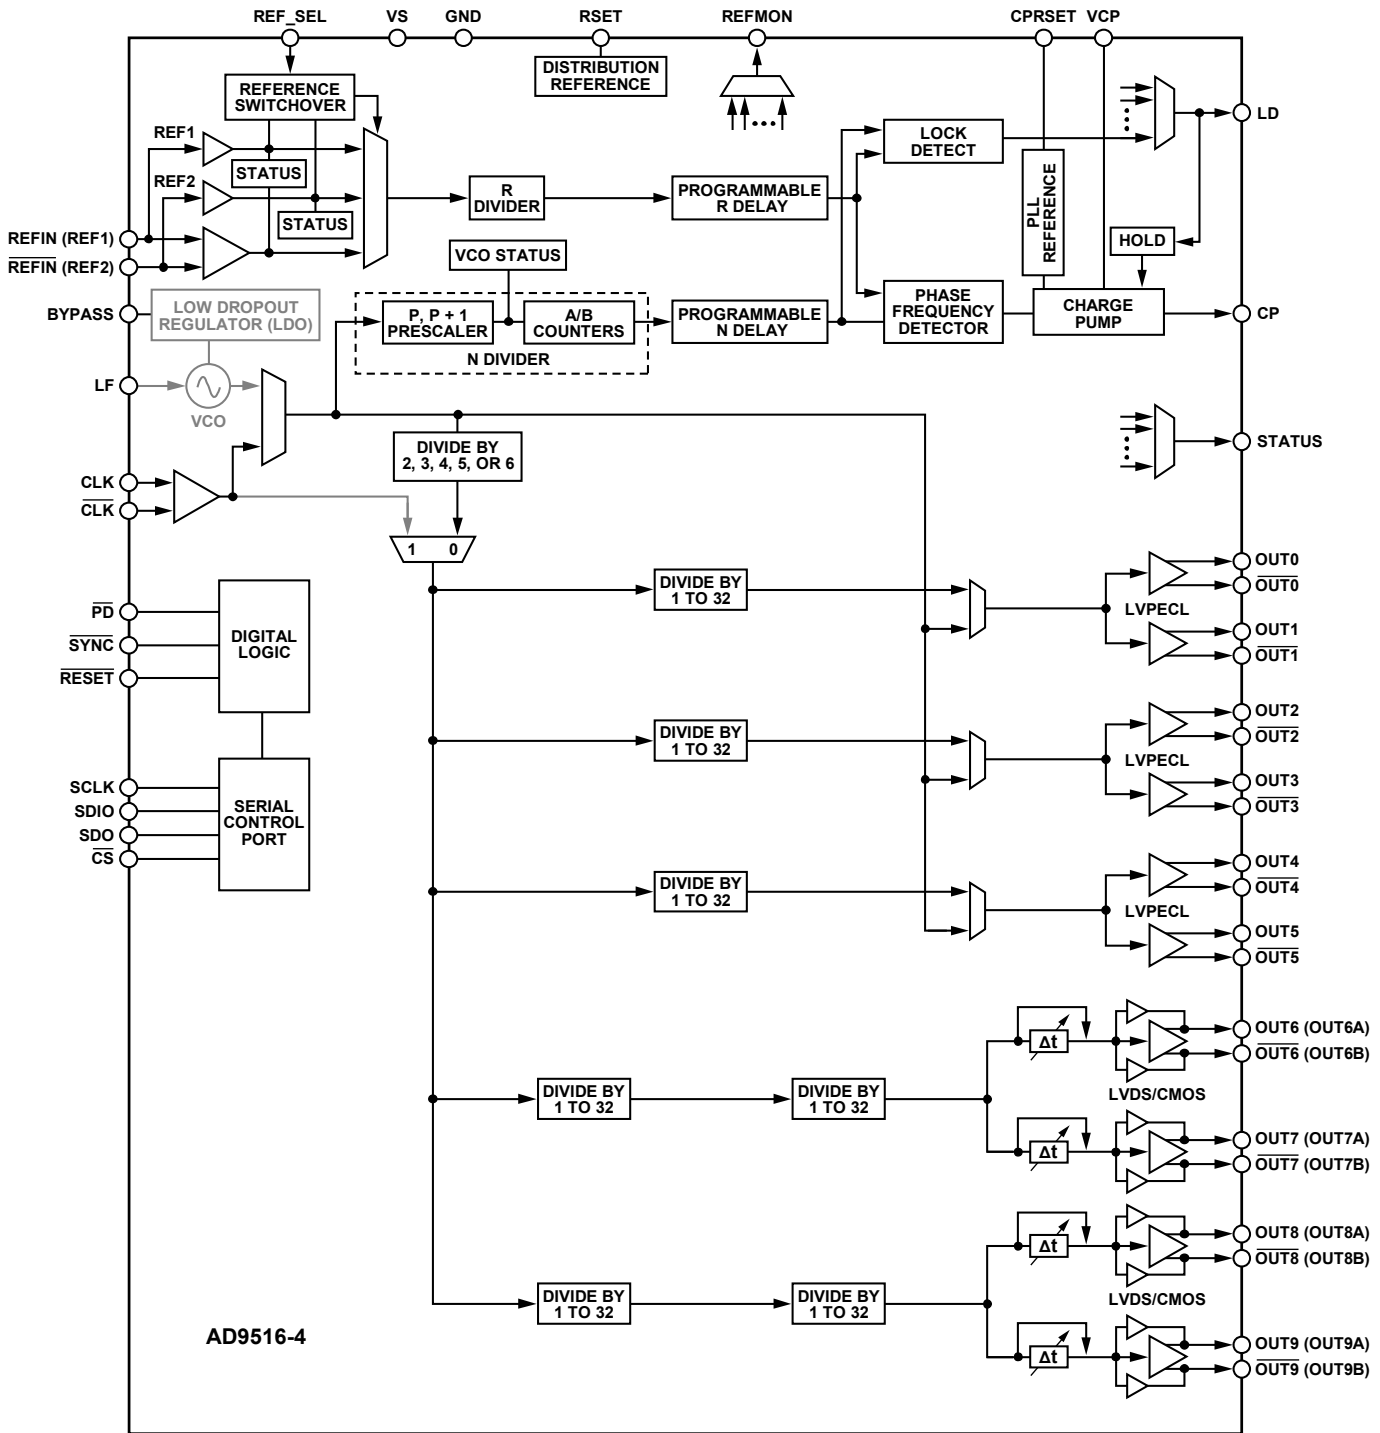 REF_SEL VS GND RSET REFMON CPRSET VCP
DISTRIBUTION
REFERENCE
REFERENCE
SWITCHOVER
REF1
STATUS
REF2
STATUS
REFIN (REF1)
REFIN (REF2)
BYPASS
LOW DROPOUT
REGULATOR (LDO)
LF
VCO
CLK
CLK
R
DIVIDER
PROGRAMMABLE
R DELAY
LOCK
DETECT
LD
PLL
REFERENCE
HOLD
VCO STATUS
P, P + 1
PRESCALER
A/B
COUNTERS
N DIVIDER
PROGRAMMABLE
N DELAY
PHASE
FREQUENCY
DETECTOR
CHARGE
PUMP
CP
STATUS
DIVIDE BY
2, 3, 4, 5, OR 6
1 0
PD
SYNC
RESET
DIGITAL
LOGIC
SCLK
SDIO
SDO
CS
SERIAL
CONTROL
PORT
DIVIDE BY
1 TO 32
LVPECL
OUT0
OUT0
OUT1
OUT1
DIVIDE BY
1 TO 32
LVPECL
OUT2
OUT2
OUT3
OUT3
DIVIDE BY
1 TO 32
LVPECL
OUT4
OUT4
OUT5
OUT5
DIVIDE BY
1 TO 32
DIVIDE BY
1 TO 32
Δt
LVDS/CMOS
Δt
OUT6 (OUT6A)
OUT6 (OUT6B)
OUT7 (OUT7A)
OUT7 (OUT7B)
DIVIDE BY
1 TO 32
DIVIDE BY
1 TO 32
Δt
LVDS/CMOS
Δt
OUT8 (OUT8A)
OUT8 (OUT8B)
OUT9 (OUT9A)
OUT9 (OUT9B)
AD9516-4